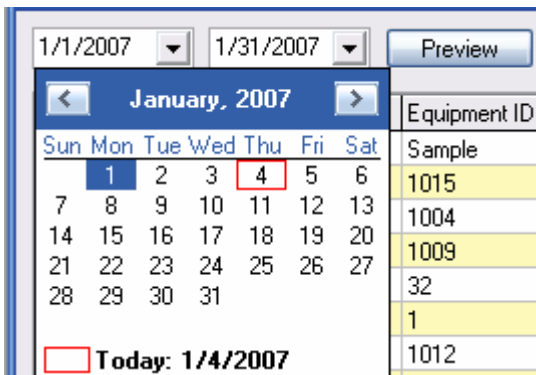 1/1/2007 1/31/2007 Preview
January, 2007
Equipment ID
Sun Mon Tue Wed Thu Fri Sat
Sample
1 2 3 4 5 6
1015
7 8 9 10 11 12 13
1004
14 15 16 17 18 19 20
1009
21 22 23 24 25 26 27
32
28 29 30 31
1
Today: 1/4/2007
1012